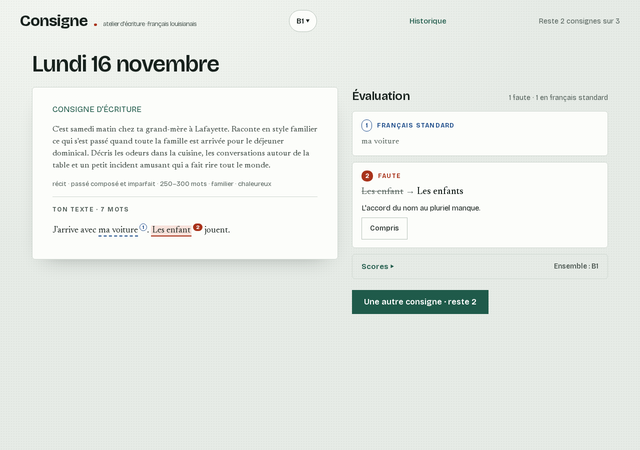 Consigne . atelier d'écriture · français louisianais
B1 ▾
Historique
Reste 2 consignes sur 3
Lundi 16 novembre
CONSIGNE D'ÉCRITURE
C'est samedi matin chez ta grand-mère à Lafayette. Raconte en style familier
ce qui s'est passé quand toute la famille est arrivée pour le déjeuner
dominical. Décris les odeurs dans la cuisine, les conversations autour de la
table et un petit incident amusant qui a fait rire tout le monde.
récit · passé composé et imparfait · 250–300 mots · familier · chaleureux
TON TEXTE · 7 MOTS
J'arrive avec ma voiture 1. Les enfant 2 jouent.
Évaluation
1 faute · 1 en français standard
1 FRANÇAIS STANDARD
ma voiture
2 FAUTE
Les enfant → Les enfants
L'accord du nom au pluriel manque.
Compris
Scores ▸
Ensemble : B1
Une autre consigne · reste 2